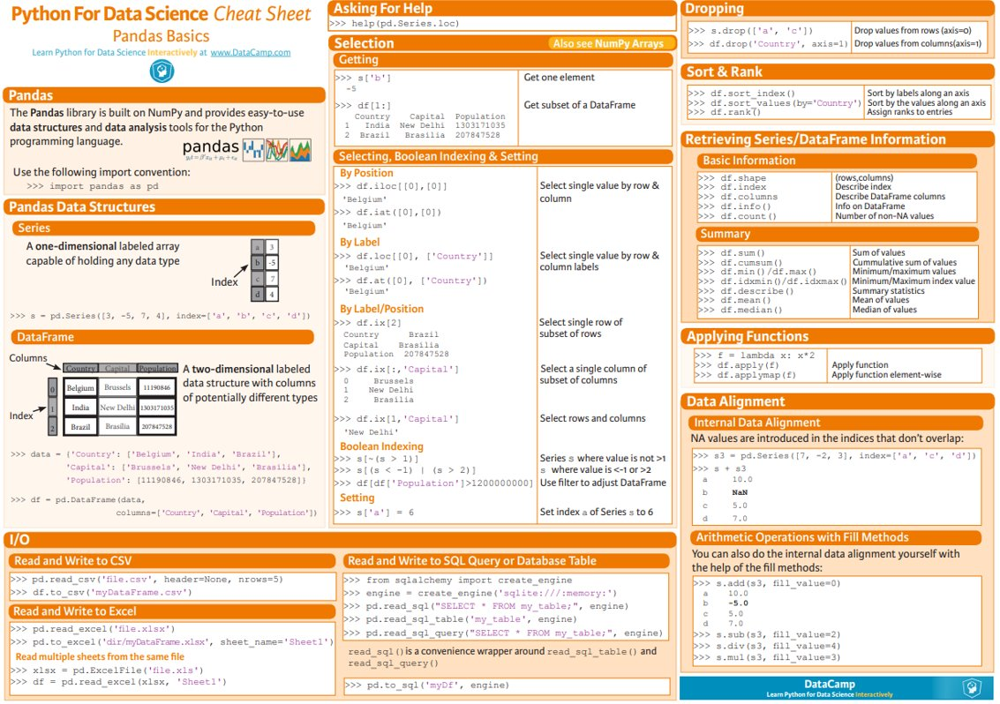 Python For Data Science Cheat Sheet
Pandas Basics
Learn Python for Data Science Interactively at www.DataCamp.com
Pandas
The Pandas library is built on NumPy and provides easy-to-use
data structures and data analysis tools for the Python
programming language.
pandas
Use the following import convention:
>>> import pandas as pd
Pandas Data Structures
Series
A one-dimensional labeled array
capable of holding any data type
Index
a 3
b -5
c 7
d 4
>>> s = pd.Series([3, -5, 7, 4], index=['a', 'b', 'c', 'd'])
DataFrame
Columns
Index
Country Capital Population
0 Belgium Brussels 11190846
1 India New Delhi 1303171035
2 Brazil Brasília 207847528
A two-dimensional labeled
data structure with columns
of potentially different types
>>> data = {'Country': ['Belgium', 'India', 'Brazil'],
'Capital': ['Brussels', 'New Delhi', 'Brasília'],
'Population': [11190846, 1303171035, 207847528]}
>>> df = pd.DataFrame(data,
columns=['Country', 'Capital', 'Population'])
Asking For Help
>>> help(pd.Series.loc)
Selection
Also see NumPy Arrays
Getting
>>> s['b'] Get one element
-5
>>> df[1:] Get subset of a DataFrame
Country Capital Population
1 India New Delhi 1303171035
2 Brazil Brasília 207847528
Selecting, Boolean Indexing & Setting
By Position
>>> df.iloc[[0],[0]] Select single value by row &
'Belgium' column
>>> df.iat([0],[0])
'Belgium'
By Label
>>> df.loc[[0], ['Country']] Select single value by row &
'Belgium' column labels
>>> df.at([0], ['Country'])
'Belgium'
By Label/Position
>>> df.ix[2] Select single row of
Country Brazil subset of rows
Capital Brasília
Population 207847528
>>> df.ix[:,'Capital'] Select a single column of
0 Brussels subset of columns
1 New Delhi
2 Brasília
>>> df.ix[1,'Capital'] Select rows and columns
'New Delhi'
Boolean Indexing
>>> s[~(s > 1)] Series s where value is not >1
>>> s[(s < -1) | (s > 2)] s where value is <-1 or >2
>>> df[df['Population']>1200000000] Use filter to adjust DataFrame
Setting
>>> s['a'] = 6 Set index a of Series s to 6
Dropping
>>> s.drop(['a', 'c']) Drop values from rows (axis=0)
>>> df.drop('Country', axis=1) Drop values from columns(axis=1)
Sort & Rank
>>> df.sort_index() Sort by labels along an axis
>>> df.sort_values(by='Country') Sort by the values along an axis
>>> df.rank() Assign ranks to entries
Retrieving Series/DataFrame Information
Basic Information
>>> df.shape (rows,columns)
>>> df.index Describe index
>>> df.columns Describe DataFrame columns
>>> df.info() Info on DataFrame
>>> df.count() Number of non-NA values
Summary
>>> df.sum() Sum of values
>>> df.cumsum() Cummulative sum of values
>>> df.min()/df.max() Minimum/maximum values
>>> df.idxmin()/df.idxmax() Minimum/Maximum index value
>>> df.describe() Summary statistics
>>> df.mean() Mean of values
>>> df.median() Median of values
Applying Functions
>>> f = lambda x: x*2
>>> df.apply(f) Apply function
>>> df.applymap(f) Apply function element-wise
Data Alignment
Internal Data Alignment
NA values are introduced in the indices that don't overlap:
>>> s3 = pd.Series([7, -2, 3], index=['a', 'c', 'd'])
>>> s + s3
a 10.0
b NaN
c 5.0
d 7.0
Arithmetic Operations with Fill Methods
You can also do the internal data alignment yourself with
the help of the fill methods:
>>> s.add(s3, fill_value=0)
a 10.0
b -5.0
c 5.0
d 7.0
>>> s.sub(s3, fill_value=2)
>>> s.div(s3, fill_value=4)
>>> s.mul(s3, fill_value=3)
I/O
Read and Write to CSV
>>> pd.read_csv('file.csv', header=None, nrows=5)
>>> df.to_csv('myDataFrame.csv')
Read and Write to Excel
>>> pd.read_excel('file.xlsx')
>>> pd.to_excel('dir/myDataFrame.xlsx', sheet_name='Sheet1')
Read multiple sheets from the same file
>>> xlsx = pd.ExcelFile('file.xls')
>>> df = pd.read_excel(xlsx, 'Sheet1')
Read and Write to SQL Query or Database Table
>>> from sqlalchemy import create_engine
>>> engine = create_engine('sqlite:///:memory:')
>>> pd.read_sql("SELECT * FROM my_table;", engine)
>>> pd.read_sql_table('my_table', engine)
>>> pd.read_sql_query("SELECT * FROM my_table;", engine)
read_sql() is a convenience wrapper around read_sql_table() and
read_sql_query()
>>> pd.to_sql('myDf', engine)
DataCamp
Learn Python for Data Science Interactively